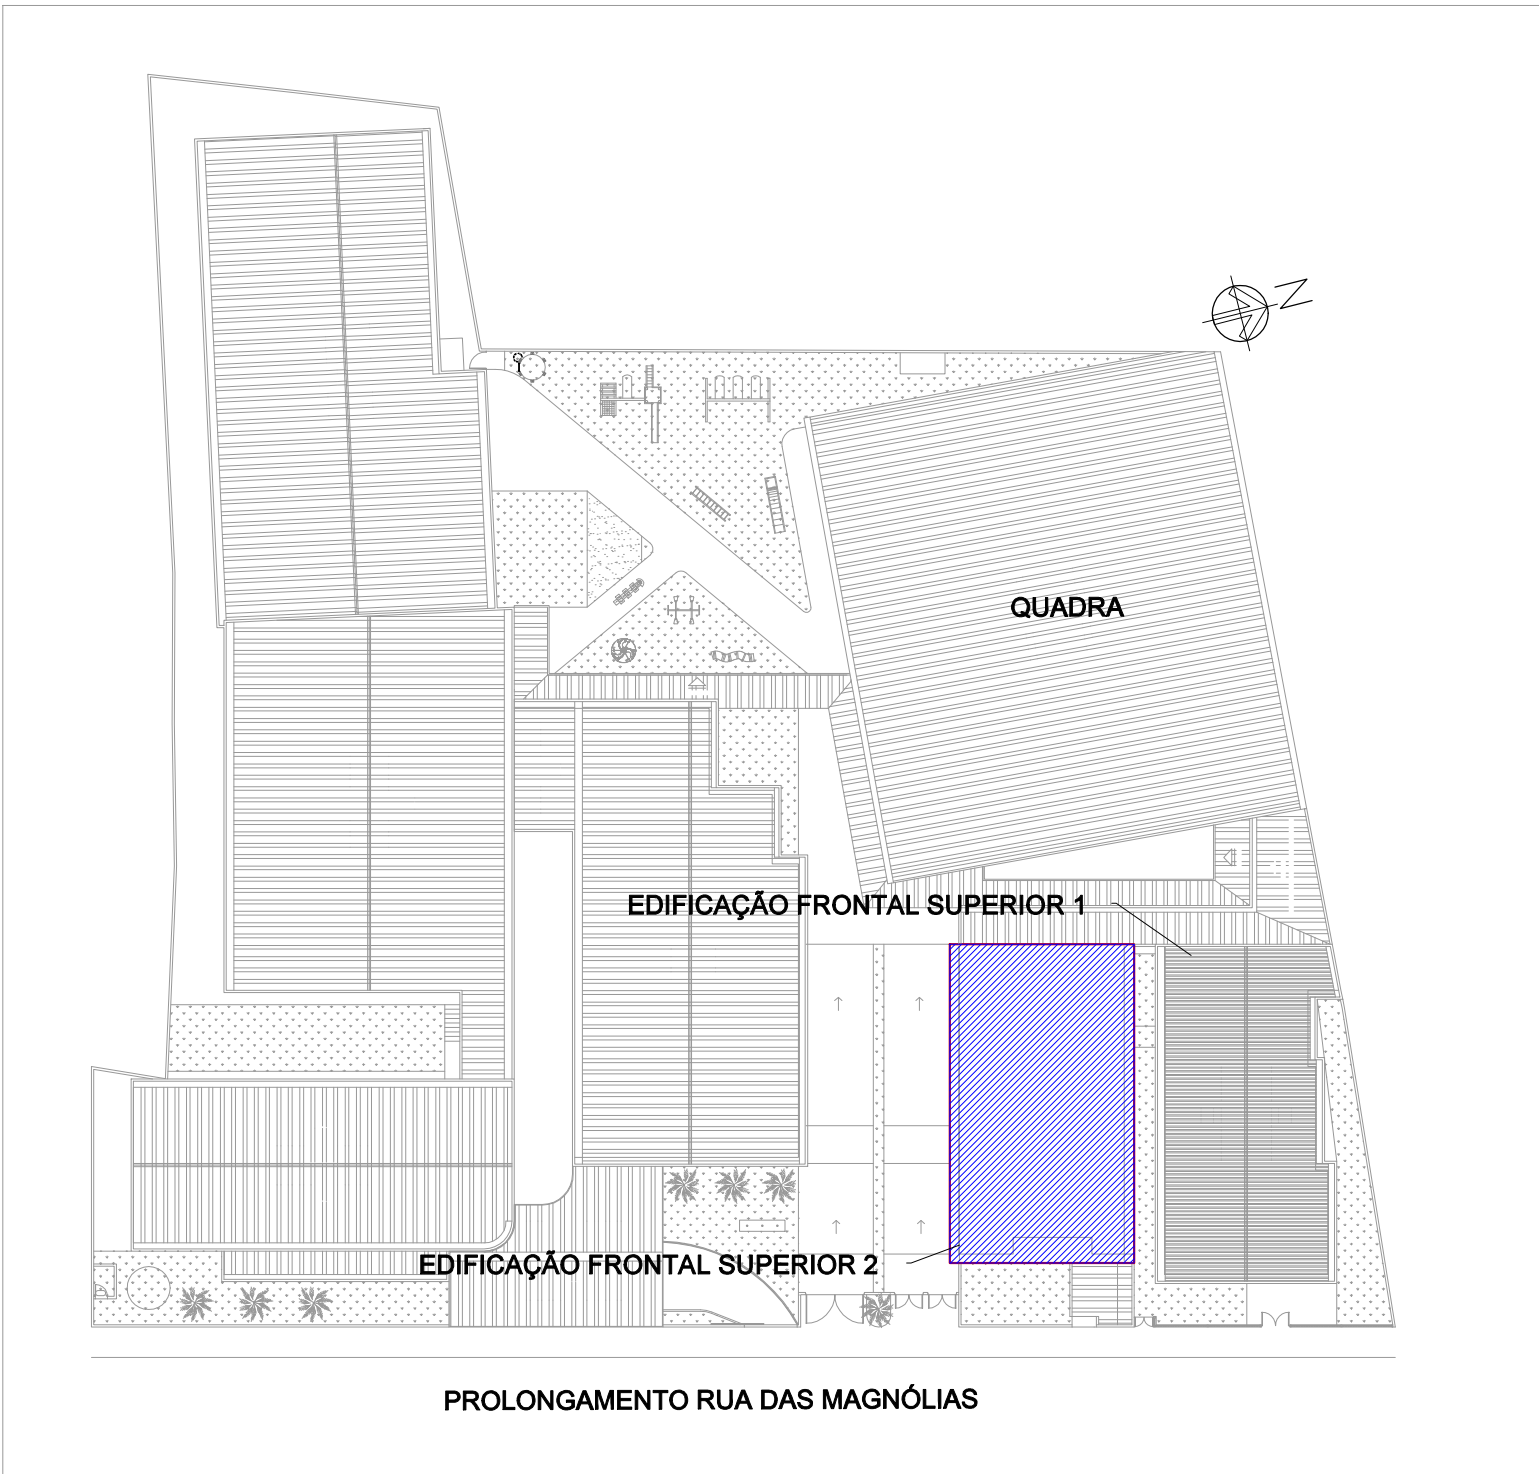 N
QUADRA
EDIFICAÇÃO FRONTAL SUPERIOR 1
EDIFICAÇÃO FRONTAL SUPERIOR 2
PROLONGAMENTO RUA DAS MAGNÓLIAS